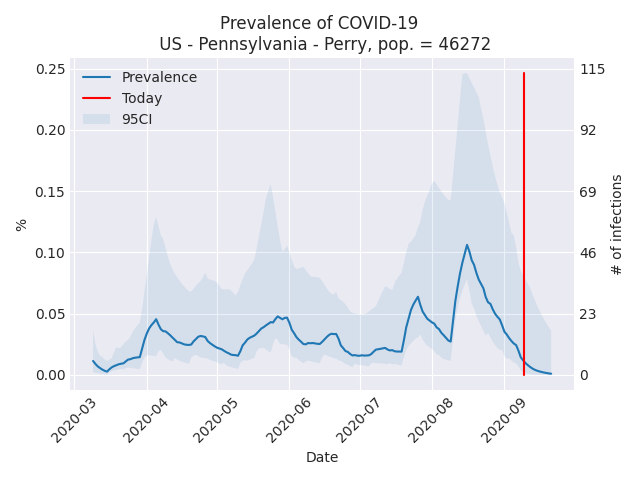 Prevalence of COVID-19
US - Pennsylvania - Perry, pop. = 46272
Prevalence
Today
95CI
0.25
0.20
0.15
0.10
0.05
0.00
%
115
92
69
46
23
0
# of infections
2020-03
2020-04
2020-05
2020-06
2020-07
2020-08
2020-09
Date